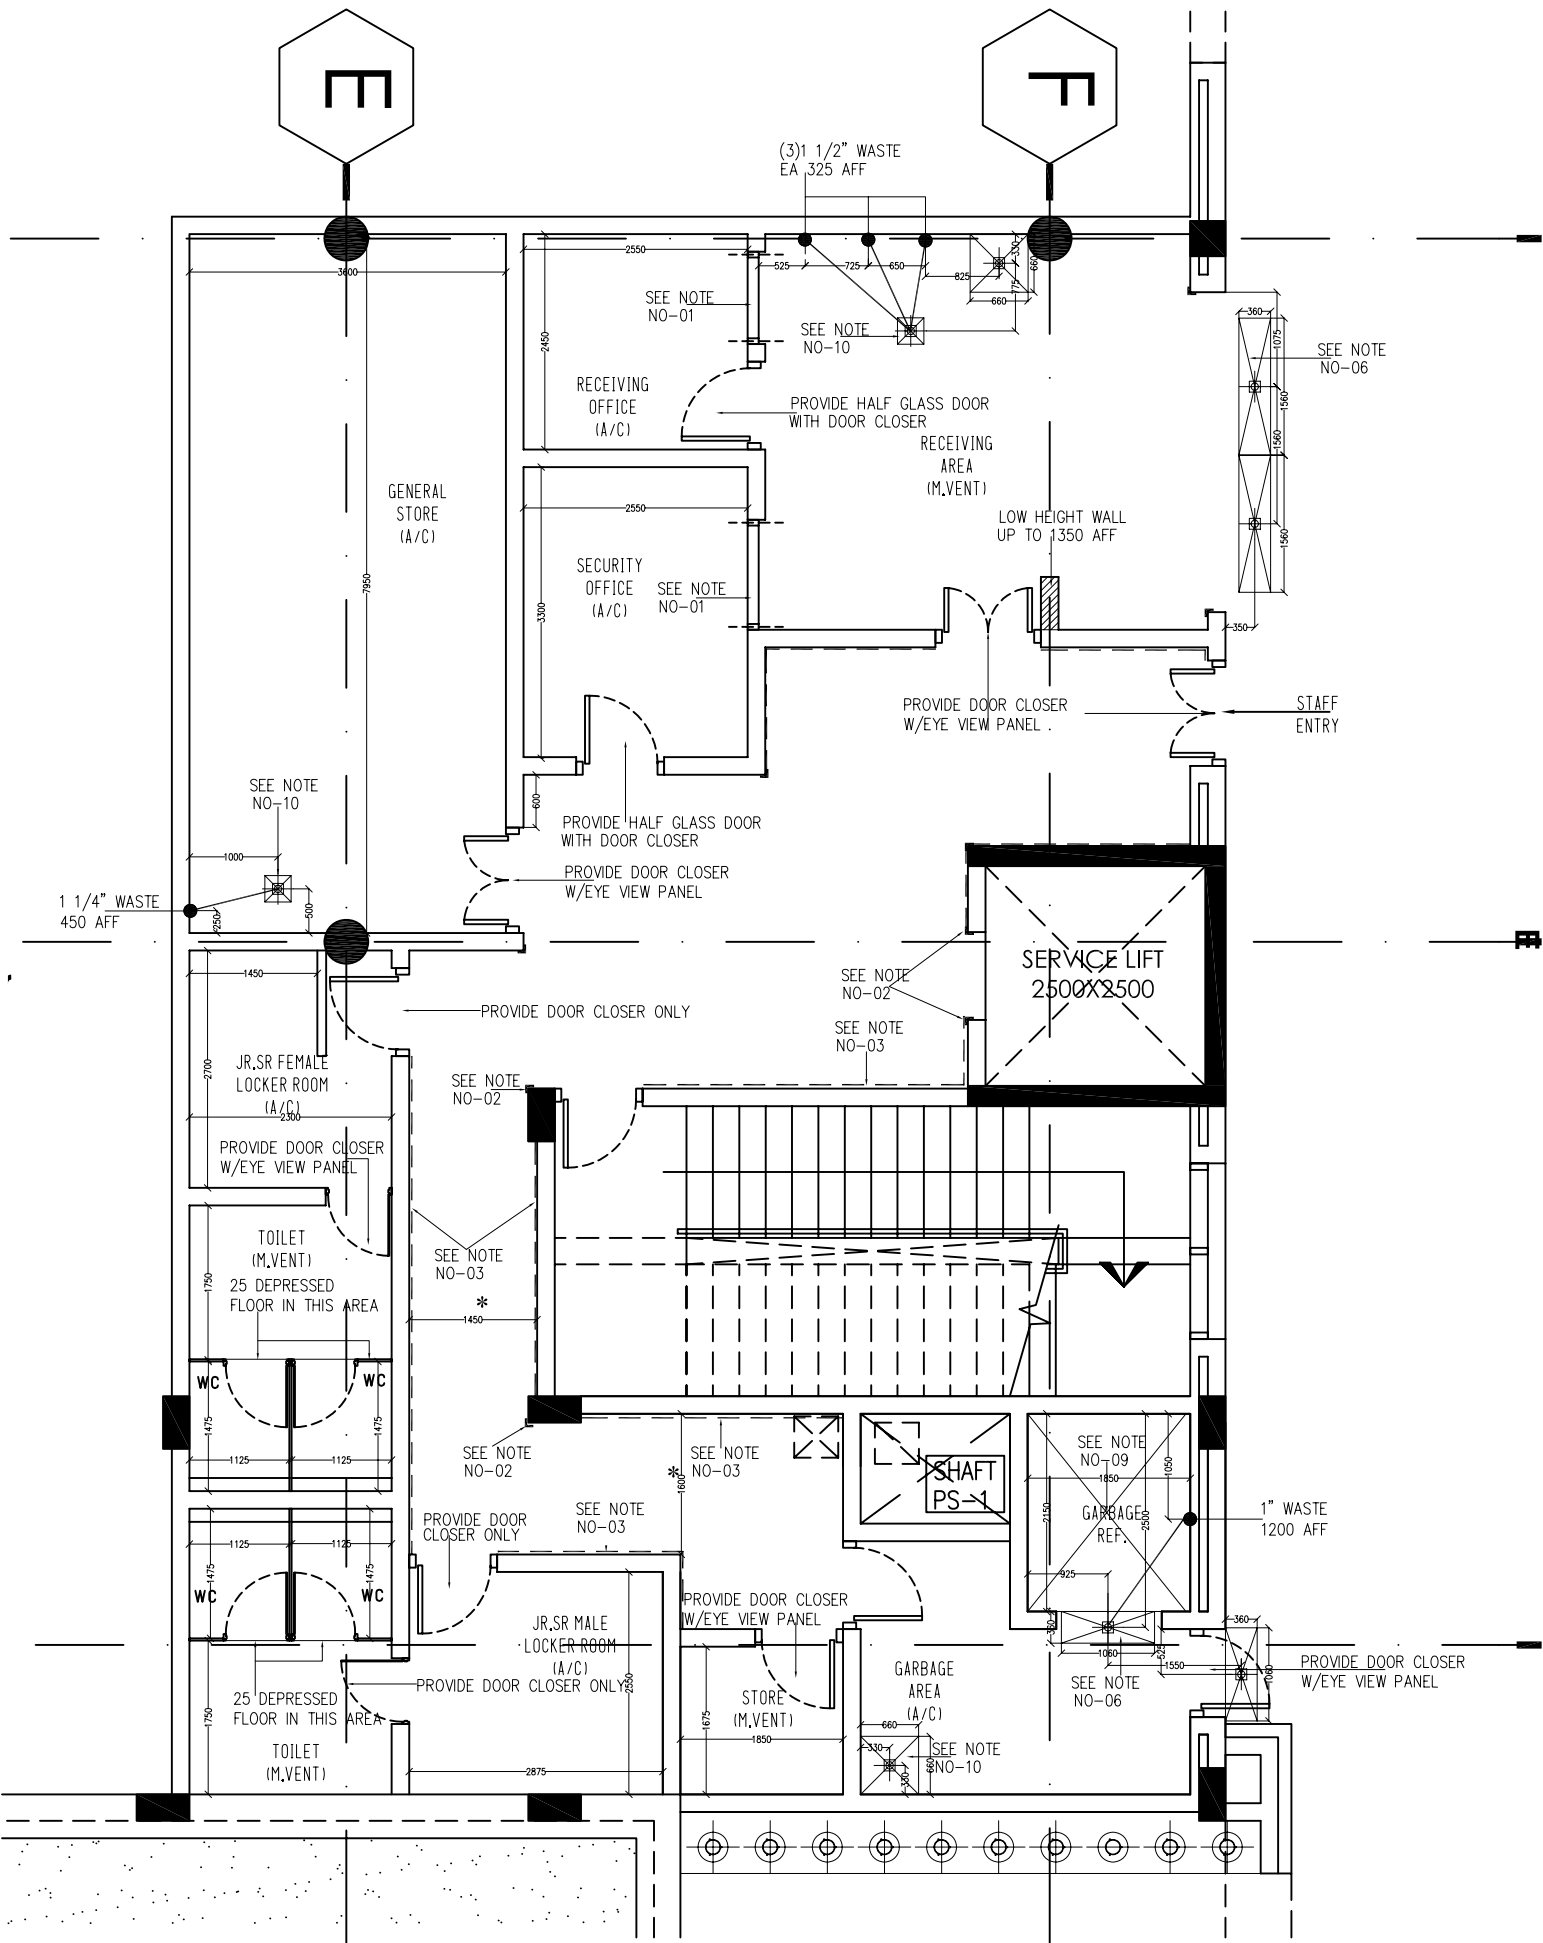 E
F
(3)1 1/2" WASTE
EA 325 AFF
2550
3600
525
725
650
825
330
660
775
660
SEE NOTE
NO-01
SEE NOTE
NO-10
2450
360
1075
1560
1560
1560
SEE NOTE
NO-06
RECEIVING
OFFICE
(A/C)
PROVIDE HALF GLASS DOOR
WITH DOOR CLOSER
RECEIVING
AREA
(M.VENT)
GENERAL
STORE
(A/C)
2550
LOW HEIGHT WALL
UP TO 1350 AFF
SECURITY
OFFICE
(A/C)
SEE NOTE
NO-01
7950
3300
350
PROVIDE DOOR CLOSER
W/EYE VIEW PANEL
STAFF
ENTRY
SEE NOTE
NO-10
600
PROVIDE HALF GLASS DOOR
WITH DOOR CLOSER
1000
PROVIDE DOOR CLOSER
W/EYE VIEW PANEL
1 1/4" WASTE
450 AFF
250
500
1450
SERVICE LIFT
2500X2500
SEE NOTE
NO-02
PROVIDE DOOR CLOSER ONLY
SEE NOTE
NO-03
2700
JR.SR FEMALE
LOCKER ROOM
(A/C)
2300
SEE NOTE
NO-02
PROVIDE DOOR CLOSER
W/EYE VIEW PANEL
TOILET
(M.VENT)
1750
25 DEPRESSED
FLOOR IN THIS AREA
SEE NOTE
NO-03
*
1450
WC
WC
1475
1475
1125
1125
SEE NOTE
NO-02
*
1600
SEE NOTE
NO-03
SHAFT
PS-1
SEE NOTE
NO-09
1050
1850
2150
2500
GARBAGE
REF.
1" WASTE
1200 AFF
SEE NOTE
NO-03
PROVIDE DOOR
CLOSER ONLY
1125
1125
1475
1475
WC
WC
925
PROVIDE DOOR CLOSER
W/EYE VIEW PANEL
JR.SR MALE
LOCKER ROOM
(A/C)
2550
360
1060
525
1550
360
1060
PROVIDE DOOR CLOSER
W/EYE VIEW PANEL
GARBAGE
AREA
(A/C)
SEE NOTE
NO-06
PROVIDE DOOR CLOSER ONLY
25 DEPRESSED
FLOOR IN THIS AREA
1750
TOILET
(M.VENT)
STORE
(M.VENT)
1675
1850
660
330
660
330
SEE NOTE
NO-10
2875